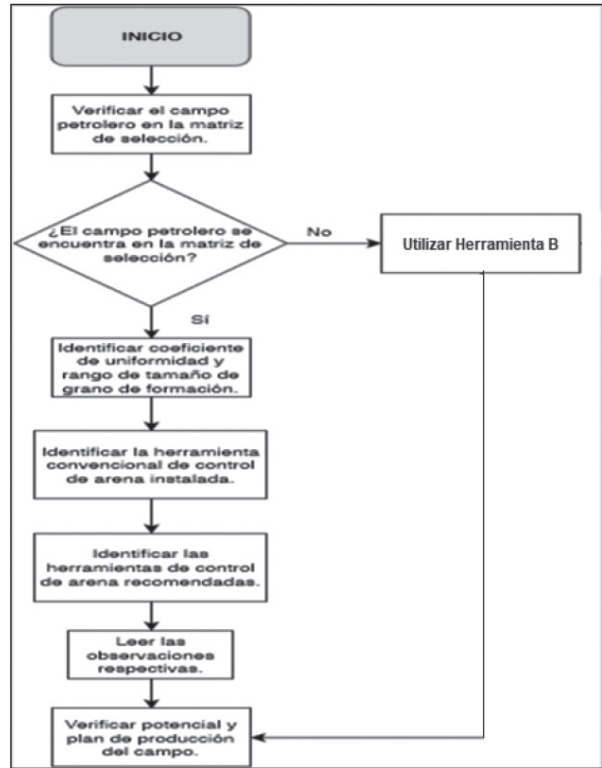 INICIO
Verificar el campo
petrolero en la matriz
de selección.
¿El campo petrolero se
encuentra en la matriz de
selección?
No
Utilizar Herramienta B
Sí
Identificar coeficiente
de uniformidad y
rango de tamaño de
grano de formación.
Identificar la herramienta
convencional de control
de arena instalada.
Identificar las
herramientas de control
de arena recomendadas.
Leer las
observaciones
respectivas.
Verificar potencial y
plan de producción
del campo.